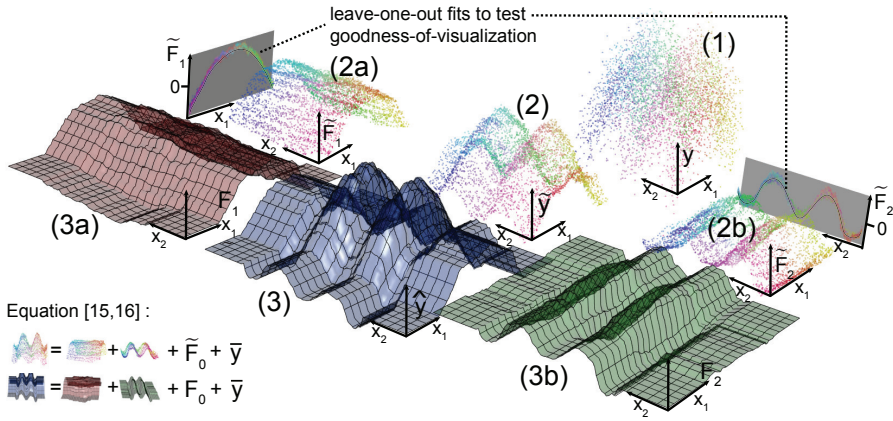 leave-one-out fits to test
goodness-of-visualization
F̃₁
0
x₁
(2a)
x₂
F̃₁
x₁
(1)
y
x₂
x₁
(2)
ỹ
x₂
x₁
F̃₂
0
x₂
(2b)
F̃₂
x₂
x₁
(3a)
F₁
x₂
x₁
(3)
ŷ
x₂
x₁
(3b)
F₂
x₂
x₁
Equation [15,16] :
= + + F̃₀ + ȳ
= + + F₀ + ȳ